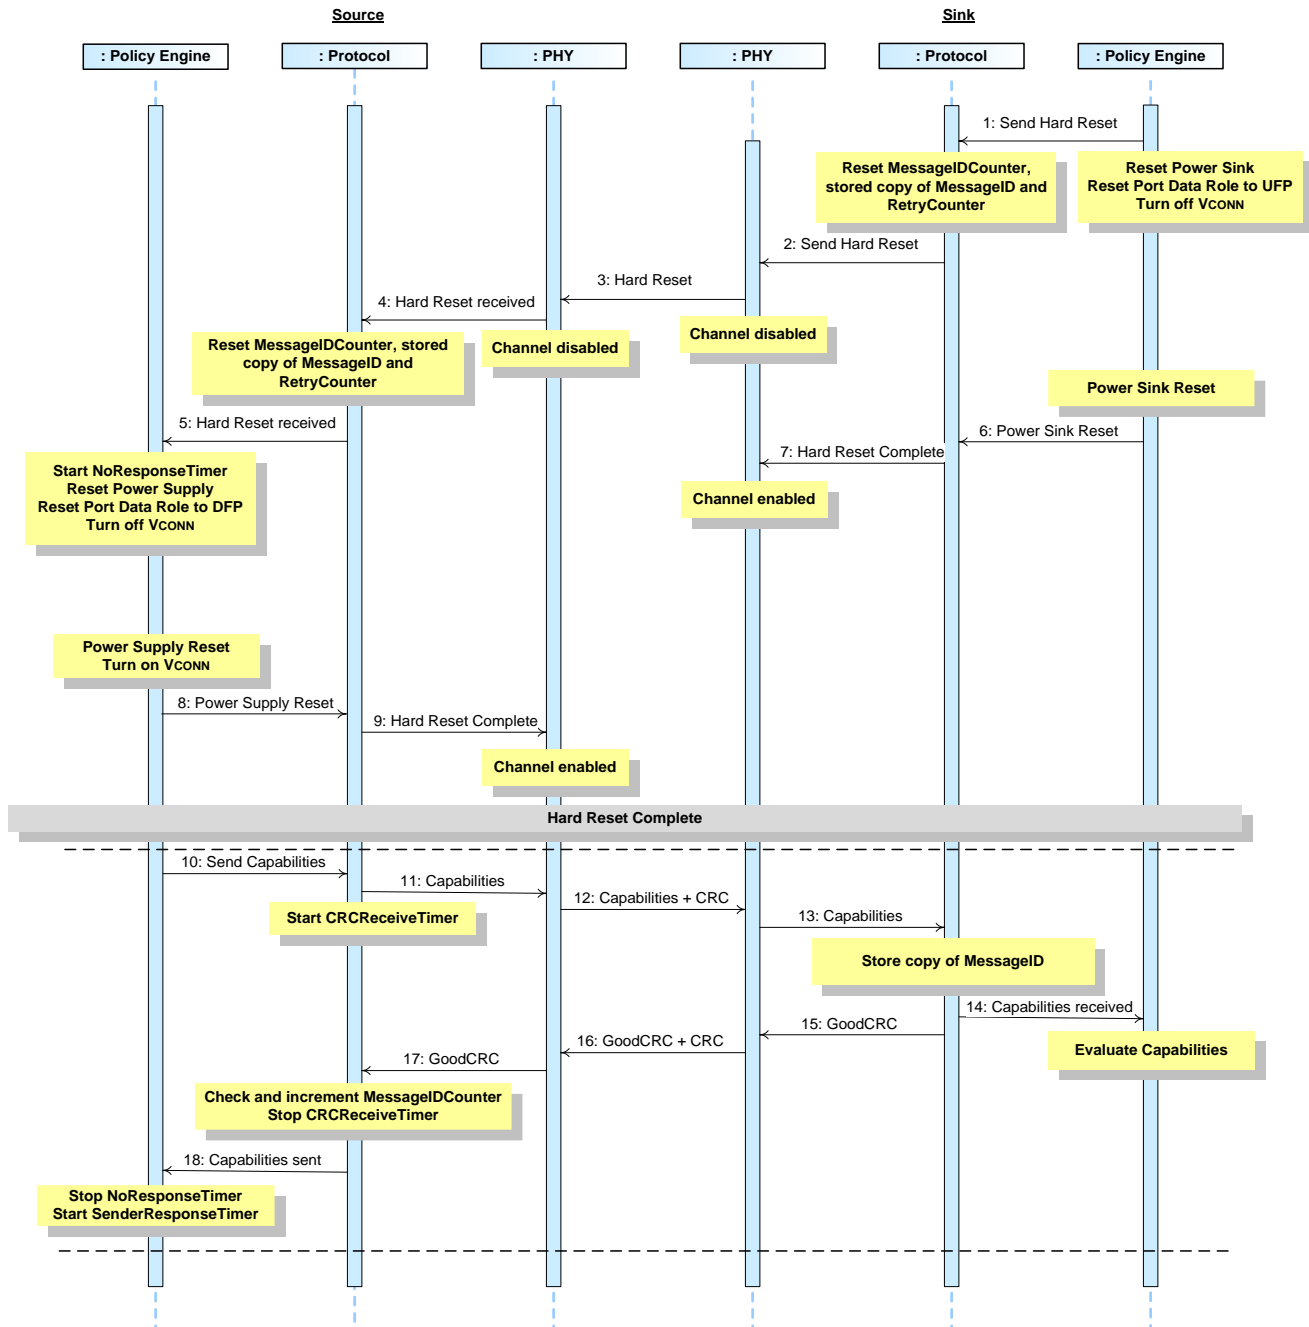 Source
Sink
: Policy Engine
: Protocol
: PHY
: PHY
: Protocol
: Policy Engine
1: Send Hard Reset
Reset MessageIDCounter,
stored copy of MessageID and
RetryCounter
Reset Power Sink
Reset Port Data Role to UFP
Turn off VCONN
2: Send Hard Reset
3: Hard Reset
4: Hard Reset received
Channel disabled
Reset MessageIDCounter, stored
copy of MessageID and
RetryCounter
Channel disabled
Power Sink Reset
5: Hard Reset received
6: Power Sink Reset
7: Hard Reset Complete
Start NoResponseTimer
Reset Power Supply
Reset Port Data Role to DFP
Turn off VCONN
Channel enabled
Power Supply Reset
Turn on VCONN
8: Power Supply Reset
9: Hard Reset Complete
Channel enabled
Hard Reset Complete
10: Send Capabilities
11: Capabilities
12: Capabilities + CRC
Start CRCReceiveTimer
13: Capabilities
Store copy of MessageID
14: Capabilities received
15: GoodCRC
16: GoodCRC + CRC
Evaluate Capabilities
17: GoodCRC
Check and increment MessageIDCounter
Stop CRCReceiveTimer
18: Capabilities sent
Stop NoResponseTimer
Start SenderResponseTimer